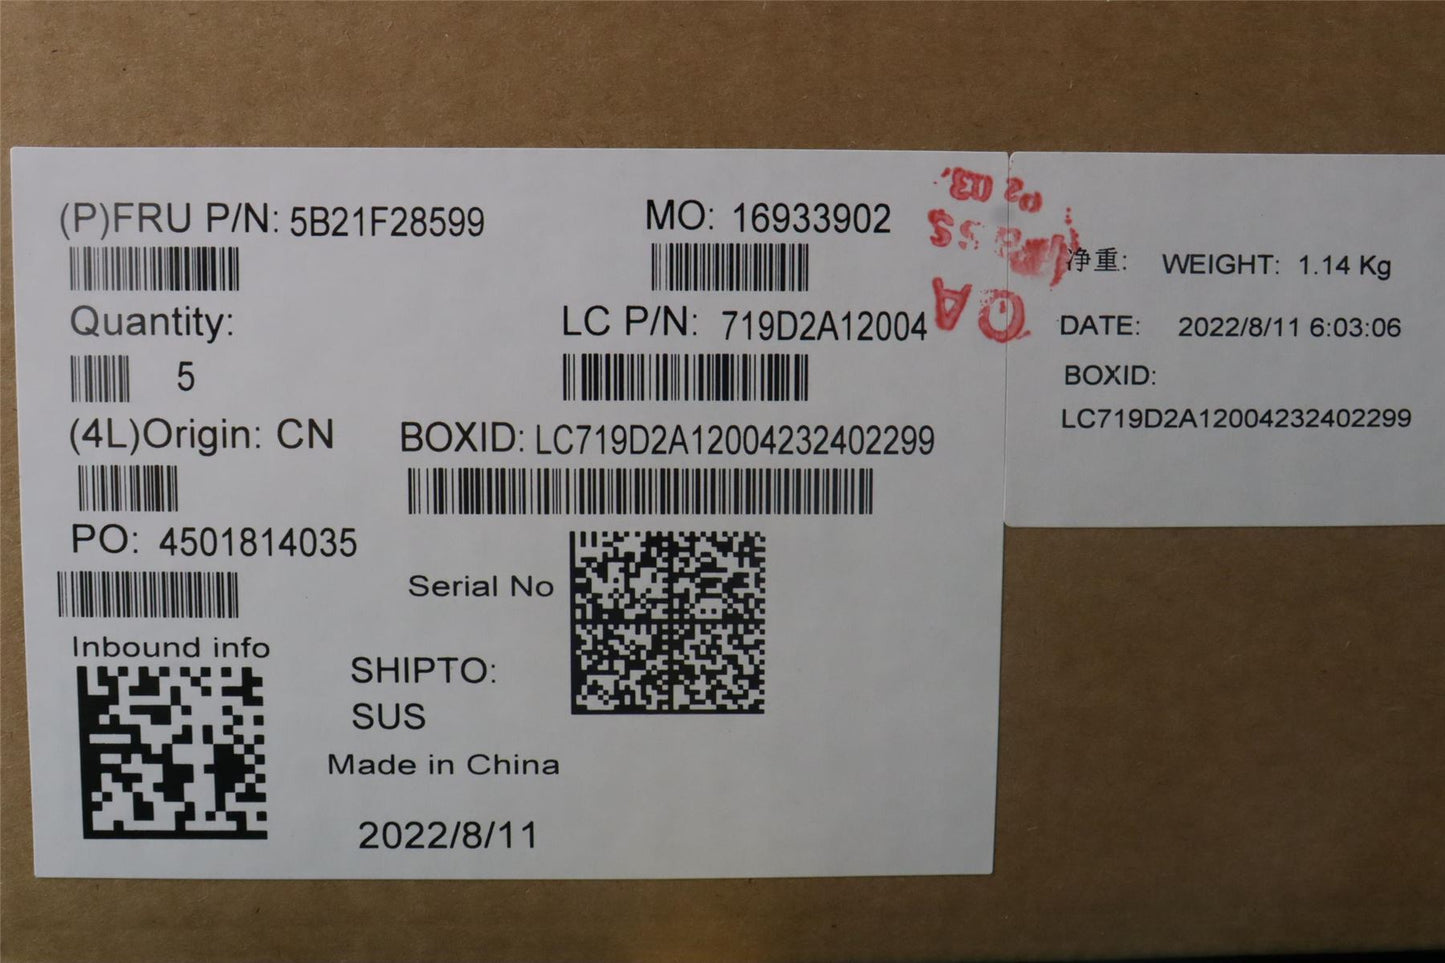 (P)FRU P/N: 5B21F28599
MO: 16933902
Quantity:
5
LC P/N: 719D2A12004
(4L)Origin: CN
BOXID: LC719D2A12004232402299
PO: 4501814035
Serial No
Inbound info
SHIPTO:
SUS
Made in China
2022/8/11
QA
净重: WEIGHT: 1.14 Kg
DATE: 2022/8/11 6:03:06
BOXID:
LC719D2A12004232402299